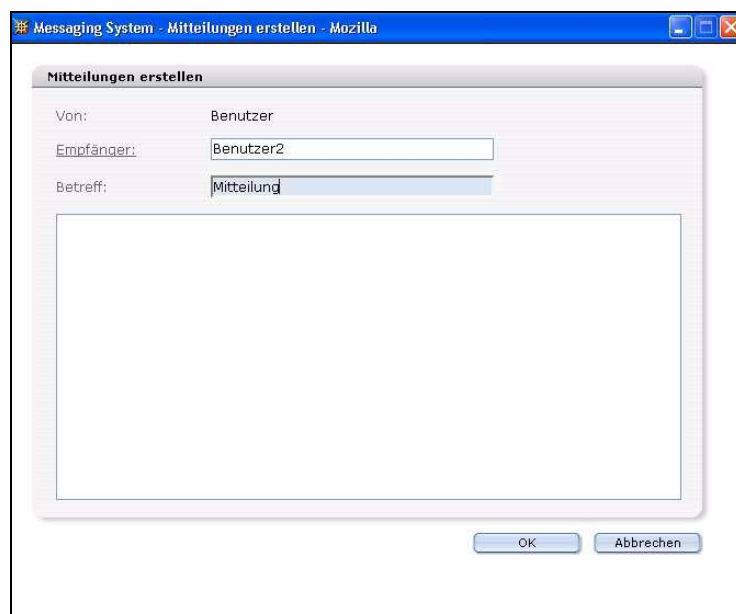 Messaging System - Mitteilungen erstellen - Mozilla
Mitteilungen erstellen
Von: Benutzer
Empfänger: Benutzer2
Betreff: Mitteilung
OK Abbrechen